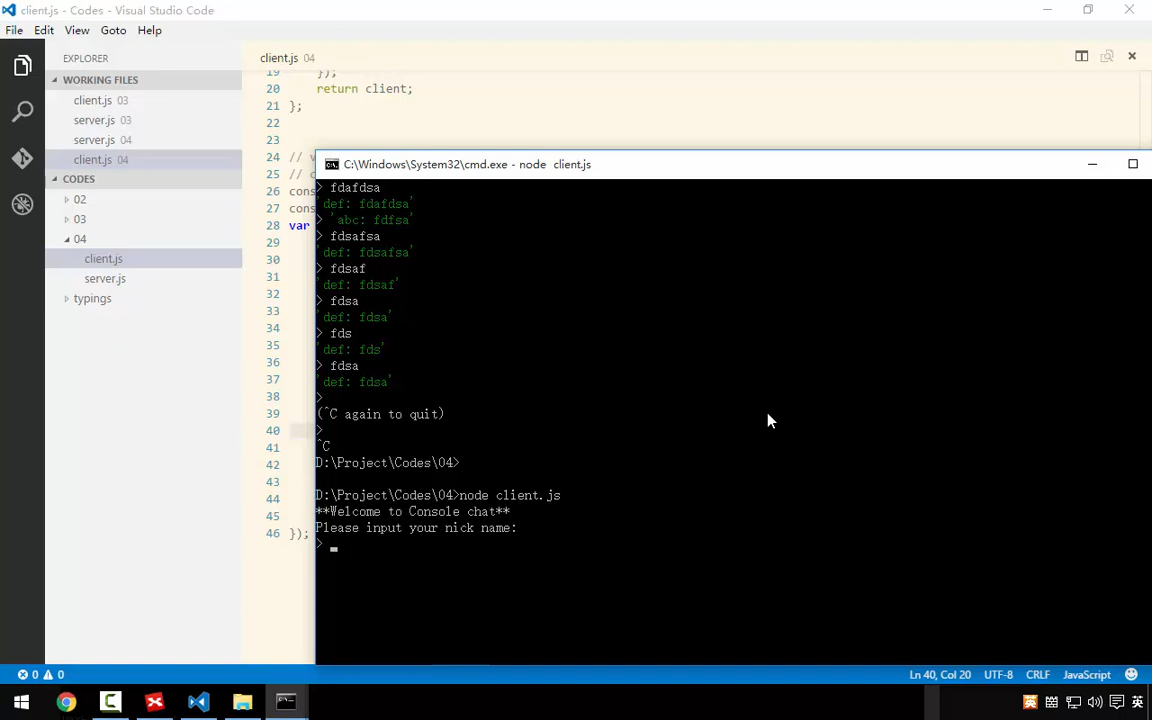 client.js - Codes - Visual Studio Code
File Edit View Goto Help
EXPLORER
WORKING FILES
client.js 03
server.js 03
server.js 04
client.js 04
CODES
02
03
04
client.js
server.js
typings
client.js 04
19 });
20 return client;
21 };
22
23
24 // v
25 // c
26 cons
27 cons
28 var
29
30
31
32
33
34
35
36
37
38
39
40
41
42
43
44
45
46 });
C:\Windows\System32\cmd.exe - node client.js
> fdafdsa
'def: fdafdsa'
> 'abc: fdfsa'
fdsafsa
'def: fdsafsa'
> fdsaf
'def: fdsaf'
> fdsa
'def: fdsa'
> fds
'def: fds'
> fdsa
'def: fdsa'
>
(^C again to quit)
>
^C
D:\Project\Codes\04>
D:\Project\Codes\04>node client.js
**Welcome to Console chat**
Please input your nick name:
> _
0 0
Ln 40, Col 20 UTF-8 CRLF JavaScript
英 英